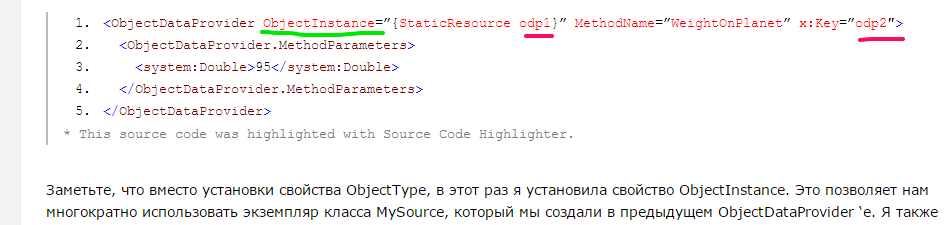 1. <ObjectDataProvider ObjectInstance=”{StaticResource odp1}” MethodName=”WeightOnPlanet” x:Key=”odp2">
2. <ObjectDataProvider.MethodParameters>
3. <system:Double>95</system:Double>
4. </ObjectDataProvider.MethodParameters>
5. </ObjectDataProvider>
* This source code was highlighted with Source Code Highlighter.
Заметьте, что вместо установки свойства ObjectType, в этот раз я установила свойство ObjectInstance. Это позволяет нам
многократно использовать экземпляр класса MySource, который мы создали в предыдущем ObjectDataProvider ‘е. Я также